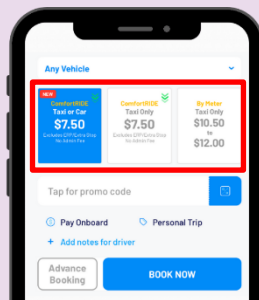 Any Vehicle
NEW
ComfortRIDE
Taxi or Car
$7.50
Excludes ERP/Extra Stop
No Admin Fee
ComfortRIDE
Taxi Only
$7.50
Excludes ERP/Extra Stop
No Admin Fee
By Meter
Taxi Only
$10.50
to
$12.00
Tap for promo code
Pay Onboard
Personal Trip
+ Add notes for driver
Advance
Booking
BOOK NOW